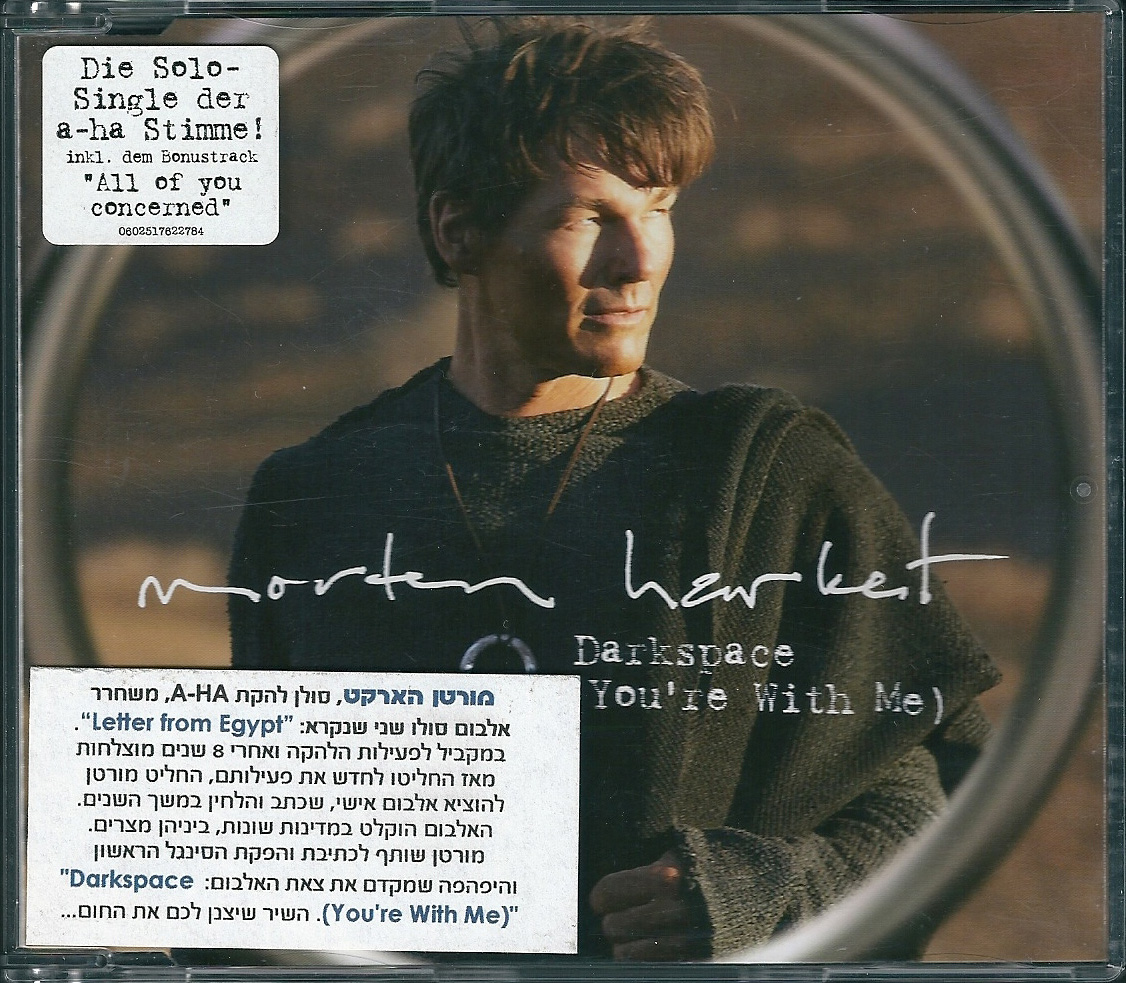 Die Solo-
Single der
a-ha Stimme!
inkl. dem Bonustrack
"All of you
concerned"
0602517622784
morten harket
Darkspace
You're With Me)
מורטן הארקט, סולן להקת A-HA, משחרר
אלבום סולו שני שנקרא: "Letter from Egypt".
במקביל לפעילות הלהקה ואחרי 8 שנים מוצלחות
מאז החליטו לחדש את פעילותם, החליט מורטן
להוציא אלבום אישי, שכתב והלחין במשך השנים.
האלבום הוקלט במדינות שונות, ביניהן מצרים.
מורטן שותף לכתיבת והפקת הסינגל הראשון
והיפהפה שמקדם את צאת האלבום: Darkspace"
"(You're With Me). השיר שיצנן לכם את החום...